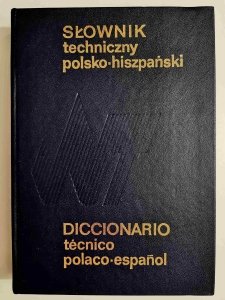 SŁOWNIK
techniczny
polsko-hiszpański
DICCIONARIO
técnico
polaco-español